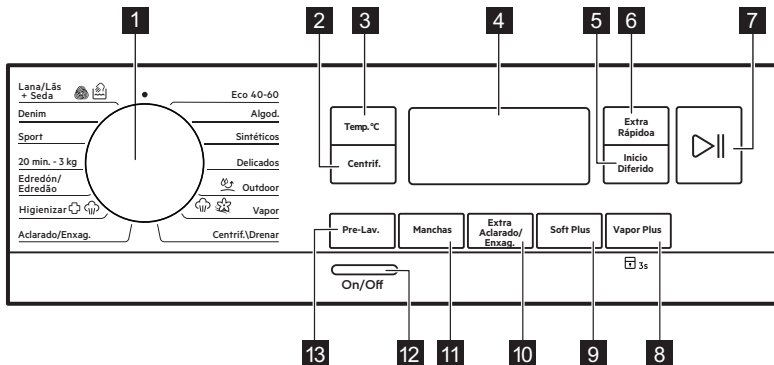 1
2
3
4
5
6
7
Lana/Lãs
+ Seda
Denim
Sport
20 min. - 3 kg
Edredón/
Edredão
Higienizar
Aclarado/Enxag.
Eco 40-60
Algod.
Sintéticos
Delicados
Outdoor
Vapor
Centrif.\Drenar
Temp.°C
Centrif.
Extra
Rápidoa
Inicio
Diferido
Pre-Lav.
Manchas
Extra
Aclarado/
Enxag.
Soft Plus
Vapor Plus
3s
On/Off
13
12
11
10
9
8